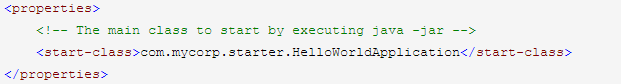 <properties>
    <!-- The main class to start by executing java -jar -->
    <start-class>com.mycorp.starter.HelloWorldApplication</start-class>
</properties>